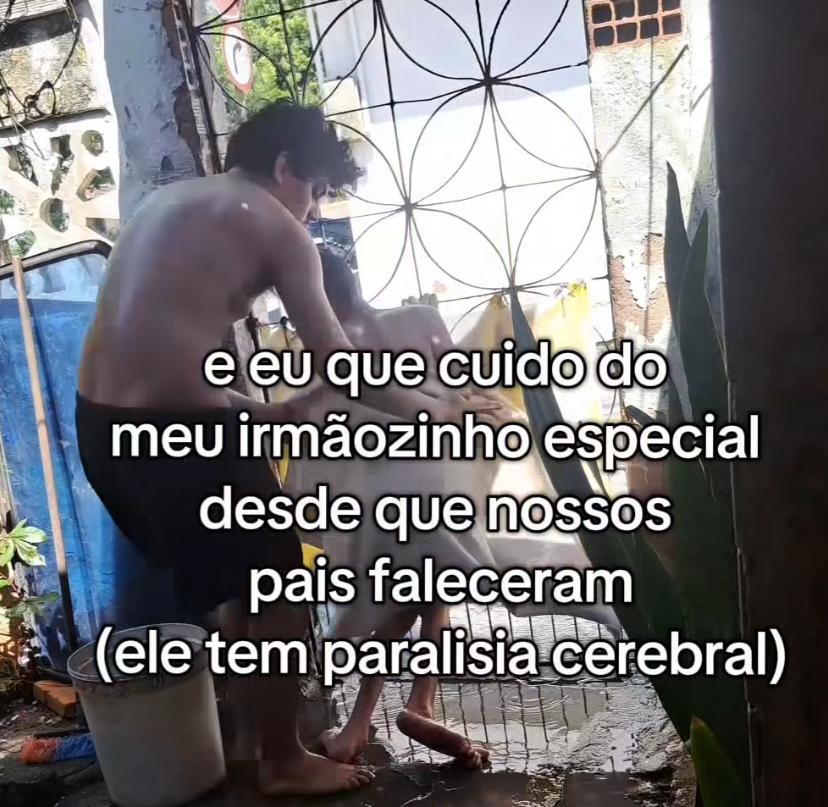 e eu que cuido do
meu irmãozinho especial
desde que nossos
pais faleceram
(ele tem paralisia cerebral)